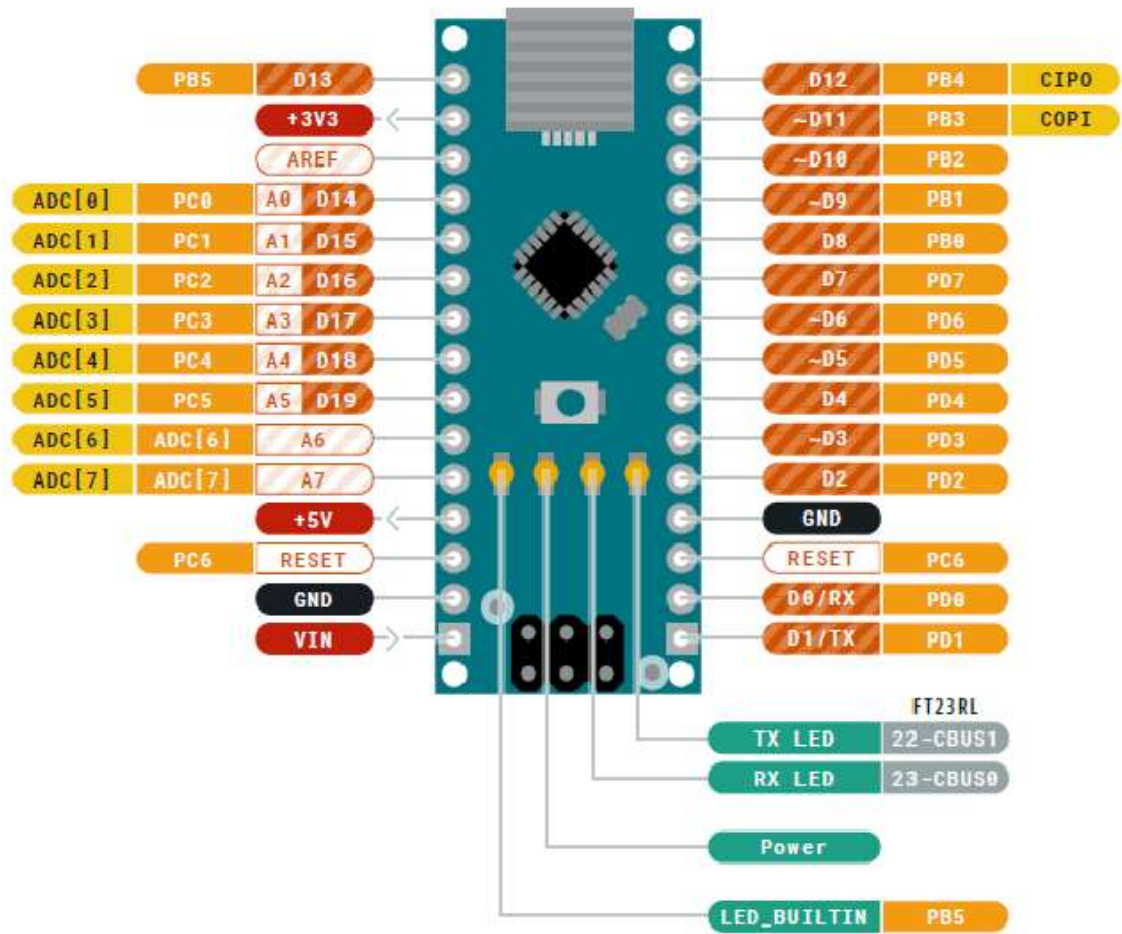 PB5 D13 D12 PB4 CIPO
+3V3 ~D11 PB3 COPI
AREF ~D10 PB2
ADC[0] PC0 A0 D14 ~D9 PB1
ADC[1] PC1 A1 D15 D8 PB0
ADC[2] PC2 A2 D16 D7 PD7
ADC[3] PC3 A3 D17 ~D6 PD6
ADC[4] PC4 A4 D18 ~D5 PD5
ADC[5] PC5 A5 D19 D4 PD4
ADC[6] ADC[6] A6 ~D3 PD3
ADC[7] ADC[7] A7 D2 PD2
+5V GND
PC6 RESET RESET PC6
GND D0/RX PD0
VIN D1/TX PD1
FT23RL
TX LED 22-CBUS1
RX LED 23-CBUS0
Power
LED_BUILTIN PB5